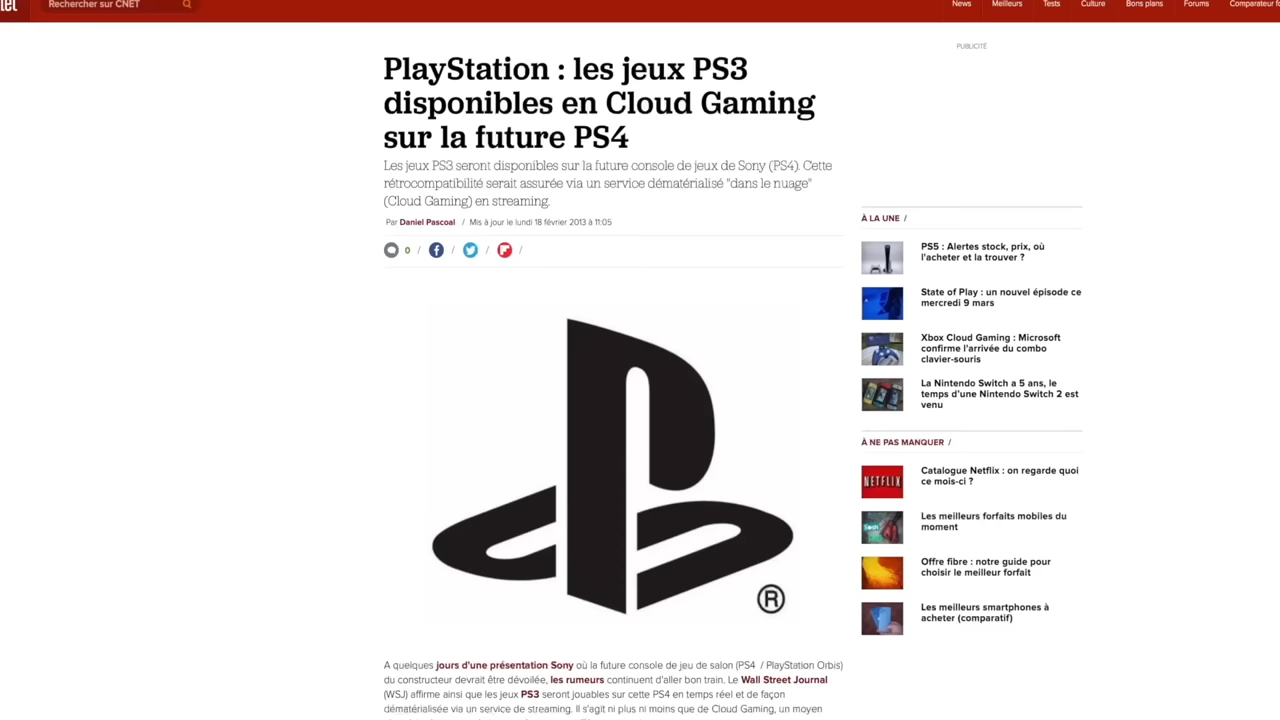 Rechercher sur CNET
News
Meilleurs
Tests
Culture
Bons plans
Forums
PUBLICITÉ
PlayStation : les jeux PS3
disponibles en Cloud Gaming
sur la future PS4
Les jeux PS3 seront disponibles sur la future console de jeux de Sony (PS4). Cette
rétrocompatibilité serait assurée via un service dématérialisé "dans le nuage"
(Cloud Gaming) en streaming.
Par Daniel Pascoal / Mis à jour le lundi 18 février 2013 à 11:05
0 / / / /
®
A quelques jours d'une présentation Sony où la future console de jeu de salon (PS4 / PlayStation Orbis)
du constructeur devrait être dévoilée, les rumeurs continuent d'aller bon train. Le Wall Street Journal
(WSJ) affirme ainsi que les jeux PS3 seront jouables sur cette PS4 en temps réel et de façon
dématérialisée via un service de streaming. Il s'agit ni plus ni moins que de Cloud Gaming, un moyen
À LA UNE /
PS5 : Alertes stock, prix, où
l'acheter et la trouver ?
State of Play : un nouvel épisode ce
mercredi 9 mars
Xbox Cloud Gaming : Microsoft
confirme l'arrivée du combo
clavier-souris
La Nintendo Switch a 5 ans, le
temps d'une Nintendo Switch 2 est
venu
À NE PAS MANQUER /
NETFLIX
Catalogue Netflix : on regarde quoi
ce mois-ci ?
Les meilleurs forfaits mobiles du
moment
Offre fibre : notre guide pour
choisir le meilleur forfait
Les meilleurs smartphones à
acheter (comparatif)